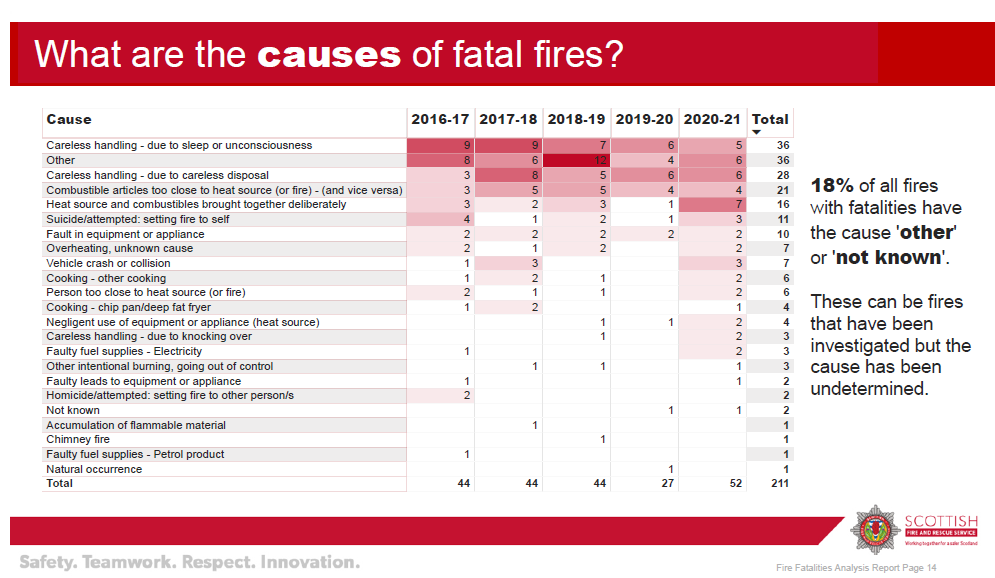 What are the causes of fatal fires?
Cause 2016-17 2017-18 2018-19 2019-20 2020-21 Total
Careless handling - due to sleep or unconsciousness 9 9 7 6 5 36
Other 8 6 12 4 6 36
Careless handling - due to careless disposal 3 8 5 6 6 28
Combustible articles too close to heat source (or fire) - (and vice versa) 3 5 5 4 4 21
Heat source and combustibles brought together deliberately 3 2 3 1 7 16
Suicide/attempted: setting fire to self 4 1 2 1 3 11
Fault in equipment or appliance 2 2 2 2 2 10
Overheating, unknown cause 2 1 2 2 7
Vehicle crash or collision 1 3 3 7
Cooking - other cooking 1 2 1 2 6
Person too close to heat source (or fire) 2 1 1 2 6
Cooking - chip pan/deep fat fryer 1 2 1 4
Negligent use of equipment or appliance (heat source) 1 1 2 4
Careless handling - due to knocking over 1 2 3
Faulty fuel supplies - Electricity 1 2 3
Other intentional burning, going out of control 1 1 1 3
Faulty leads to equipment or appliance 1 1 2
Homicide/attempted: setting fire to other person/s 2 2
Not known 1 1 2
Accumulation of flammable material 1 1
Chimney fire 1 1
Faulty fuel supplies - Petrol product 1 1
Natural occurrence 1 1
Total 44 44 44 27 52 211
18% of all fires
with fatalities have
the cause 'other'
or 'not known'.
These can be fires
that have been
investigated but the
cause has been
undetermined.
SCOTTISH
FIRE AND RESCUE SERVICE
Working together for a safer Scotland
Safety. Teamwork. Respect. Innovation.
Fire Fatalities Analysis Report Page 14